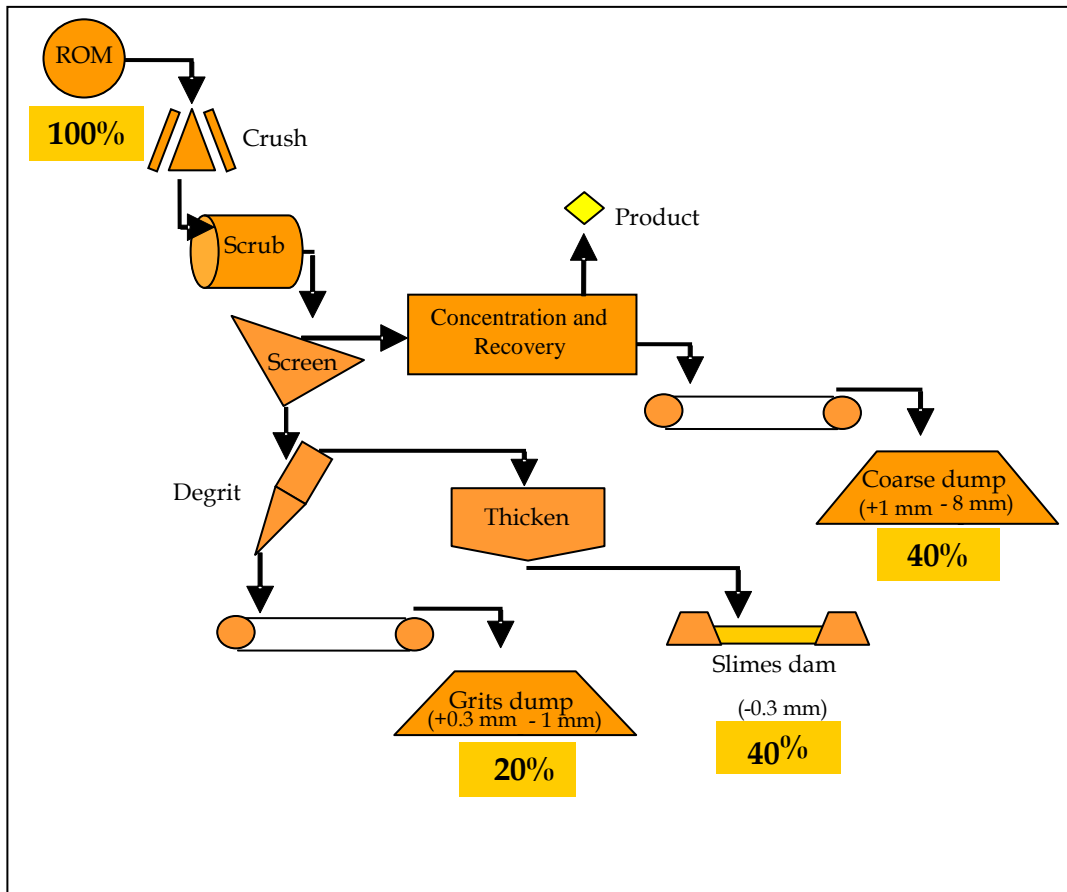 ROM
100%
Crush
Scrub
Product
Screen
Concentration and
Recovery
Degrit
Thicken
Coarse dump
(+1 mm - 8 mm)
40%
Slimes dam
(-0.3 mm)
40%
Grits dump
(+0.3 mm - 1 mm)
20%